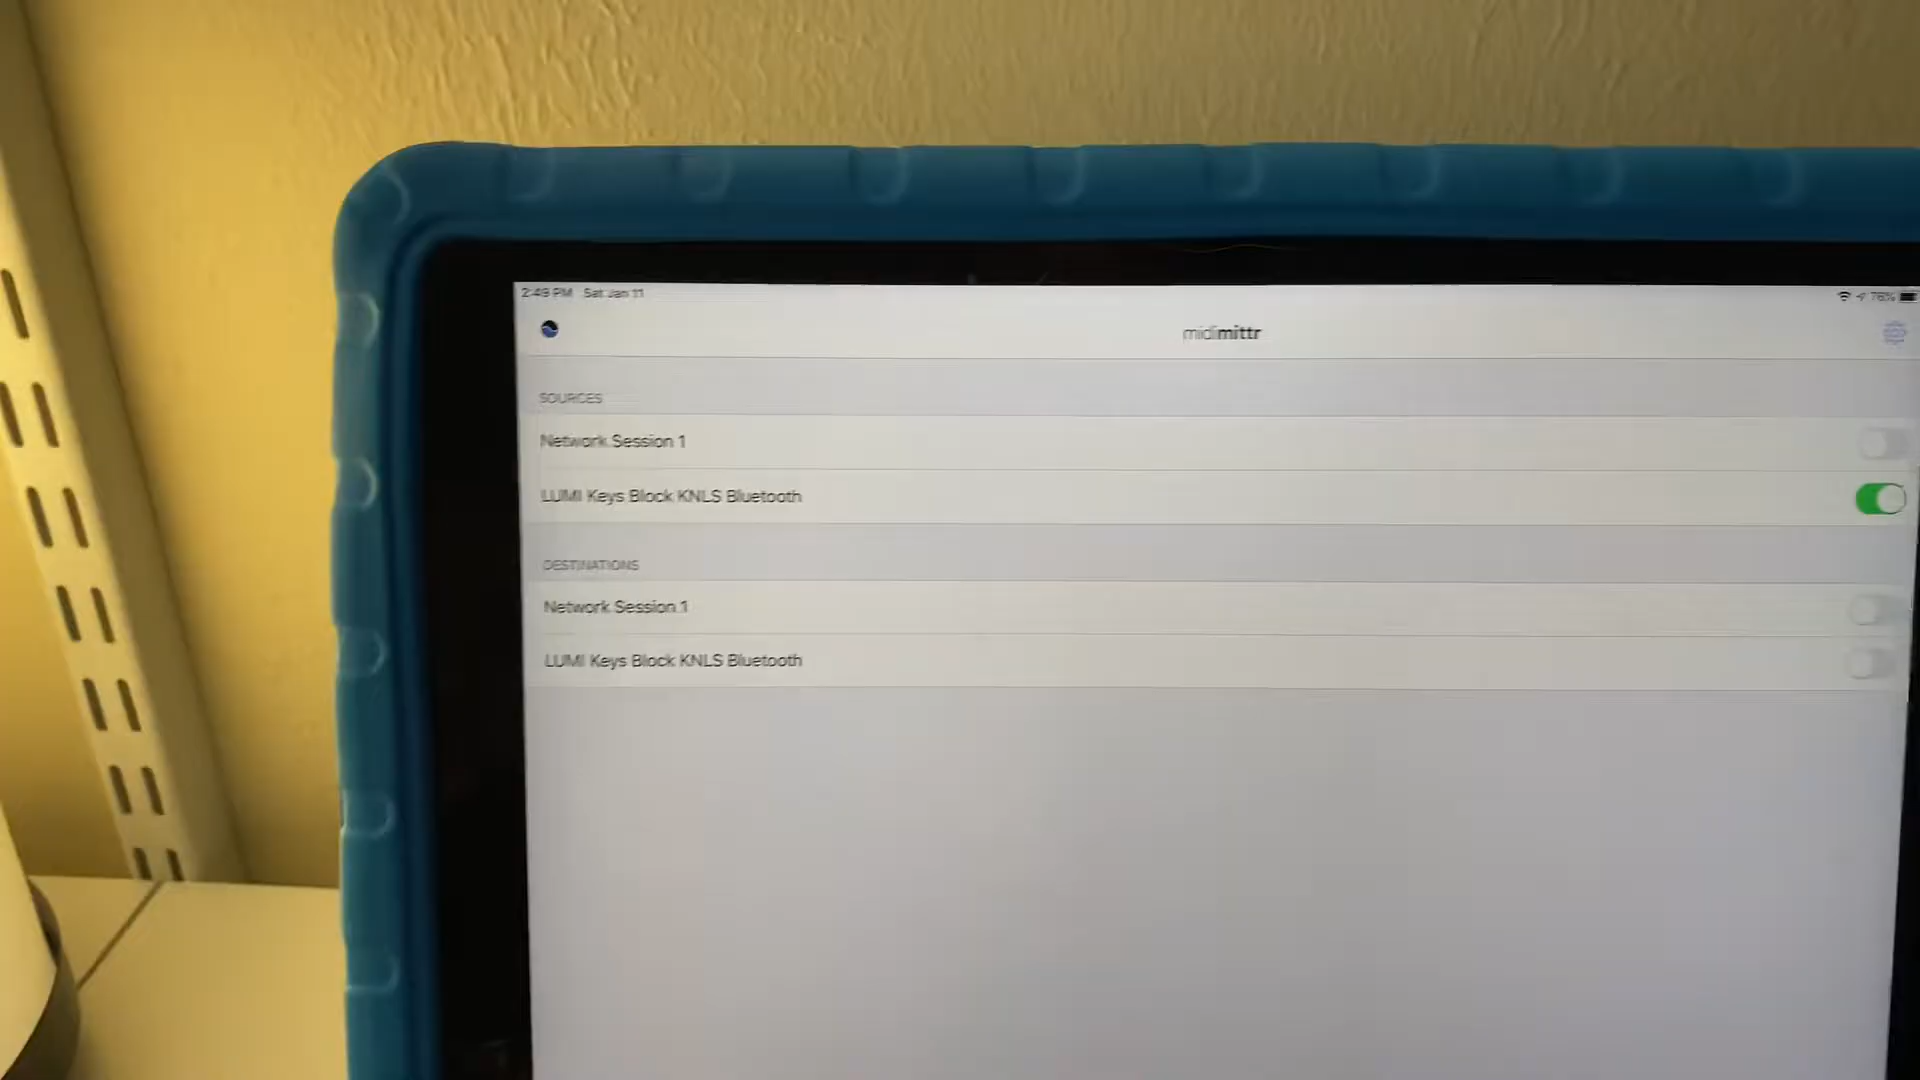 2:49 PM Sat Jan 11
76%
midimittr
SOURCES
Network Session 1
LUMI Keys Block KNLS Bluetooth
DESTINATIONS
Network Session 1
LUMI Keys Block KNLS Bluetooth